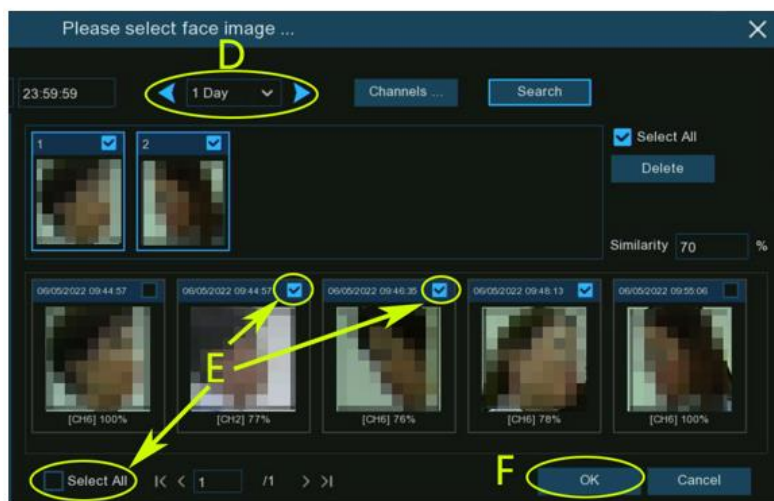 Please select face image ...
D
23:59:59 1 Day Channels ... Search
1 2 Select All
Delete
Similarity 70 %
06/05/2022 09:44:57 06/05/2022 09:44:57 06/05/2022 09:46:35 06/05/2022 09:48:13 06/05/2022 09:55:06
E
[CH6] 100% [CH2] 77% [CH6] 76% [CH6] 78% [CH6] 100%
Select All 1 /1 F OK Cancel